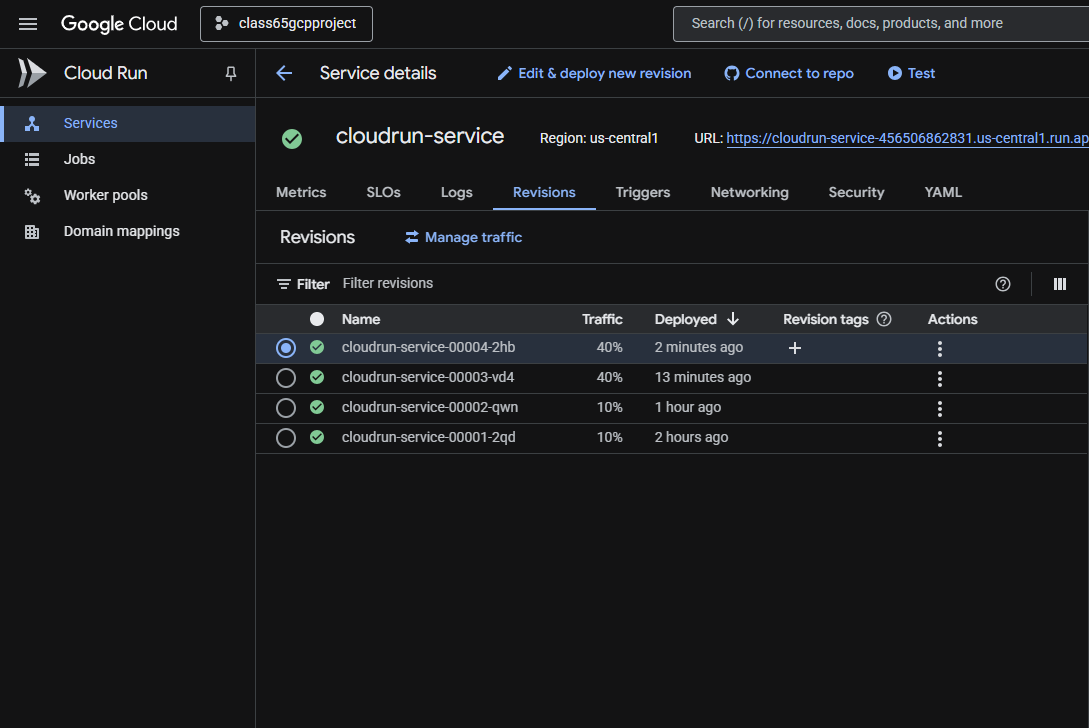 Google Cloud
class65gcpproject
Search (/) for resources, docs, products, and more
Cloud Run
Service details
Edit & deploy new revision
Connect to repo
Test
Services
Jobs
Worker pools
Domain mappings
cloudrun-service
Region: us-central1
URL: https://cloudrun-service-456506862831.us-central1.run.ap
Metrics
SLOs
Logs
Revisions
Triggers
Networking
Security
YAML
Revisions
Manage traffic
Filter
Filter revisions
Name Traffic Deployed Revision tags Actions
cloudrun-service-00004-2hb 40% 2 minutes ago
cloudrun-service-00003-vd4 40% 13 minutes ago
cloudrun-service-00002-qwn 10% 1 hour ago
cloudrun-service-00001-2qd 10% 2 hours ago